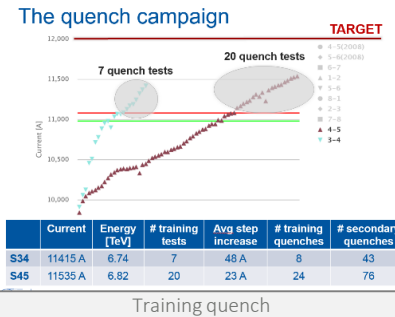 The quench campaign
TARGET
12,000
20 quench tests
7 quench tests
4-5(2008)
5-6(2008)
6-7
1-2
5-6
8-1
2-3
7-8
4-5
3-4
11,500
11,000
10,500
10,000
Current [A]
Current Energy [TeV] # training tests Avg step increase # training quenches # secondary quenches
S34 11415 A 6.74 7 48 A 8 43
S45 11535 A 6.82 20 23 A 24 76
Training quench